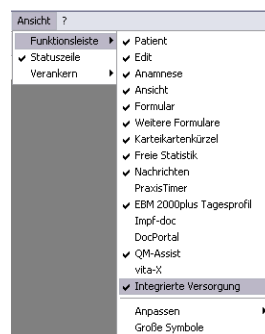 Ansicht ?
Funktionsleiste
Statuszeile
Verankern
Patient
Edit
Anamnese
Ansicht
Formular
Weitere Formulare
Karteikartenkürzel
Freie Statistik
Nachrichten
PraxisTimer
EBM 2000plus Tagesprofil
Impf-doc
DocPortal
QM-Assist
vita-X
Integrierte Versorgung
Anpassen
Große Symbole